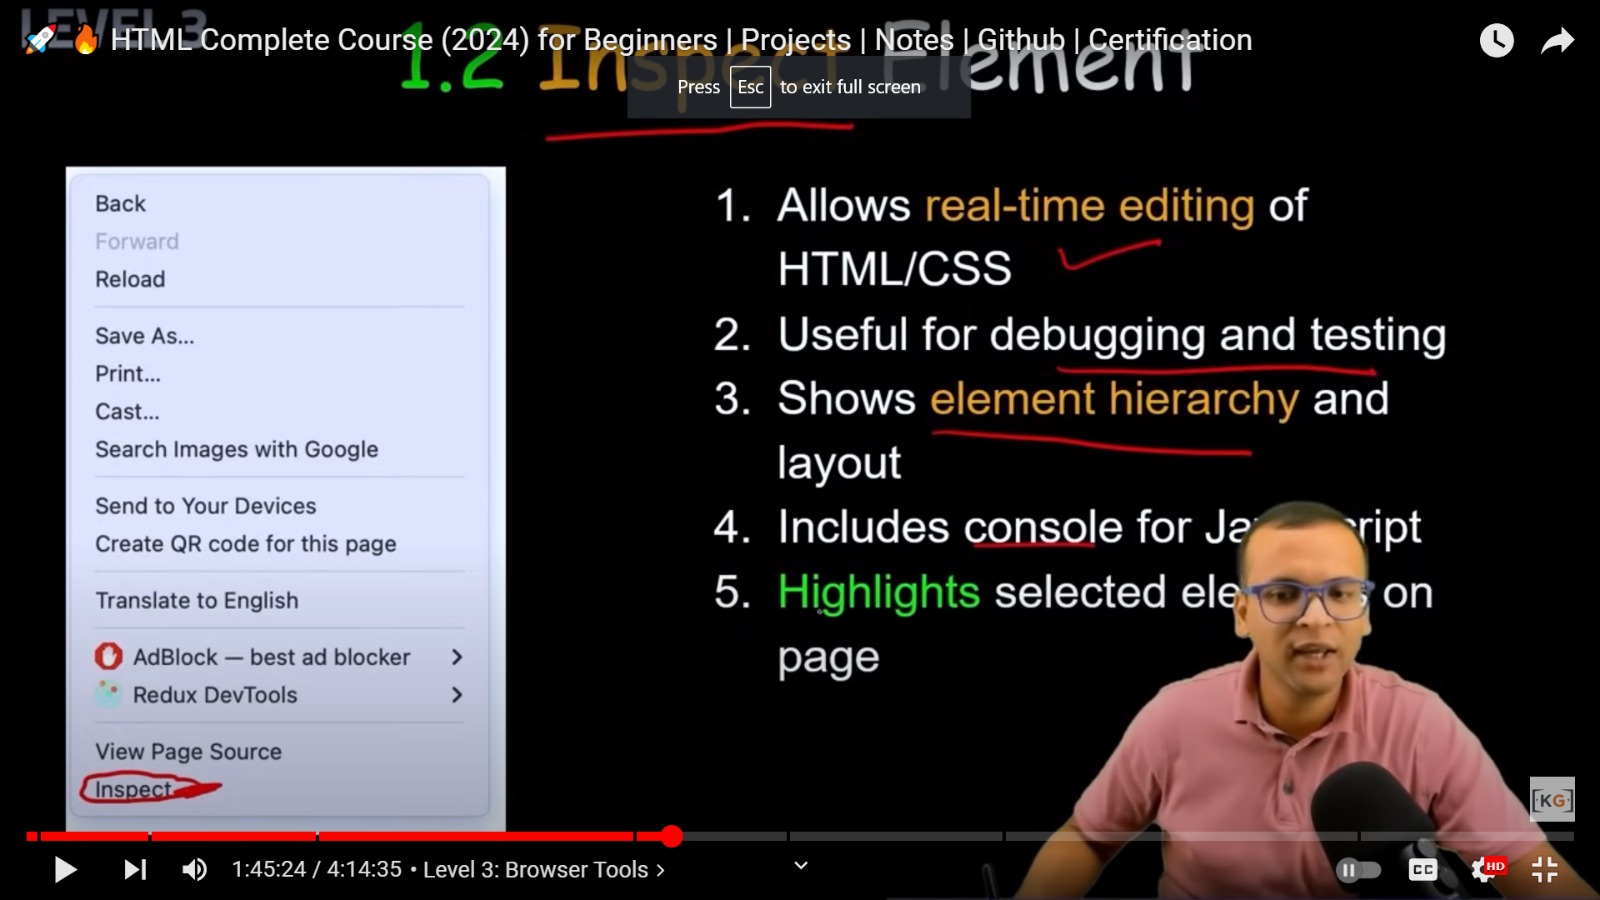 LEVEL 3
🚀 🔥 HTML Complete Course (2024) for Beginners | Projects | Notes | Github | Certification
1.2 Inspect Element
Press Esc to exit full screen
Back
Forward
Reload
Save As...
Print...
Cast...
Search Images with Google
Send to Your Devices
Create QR code for this page
Translate to English
AdBlock — best ad blocker
Redux DevTools
View Page Source
Inspect
1. Allows real-time editing of
HTML/CSS
2. Useful for debugging and testing
3. Shows element hierarchy and
layout
4. Includes console for
5. Highlights selected on
page
[KG]
1:45:24 / 4:14:35 • Level 3: Browser Tools >
CC
HD